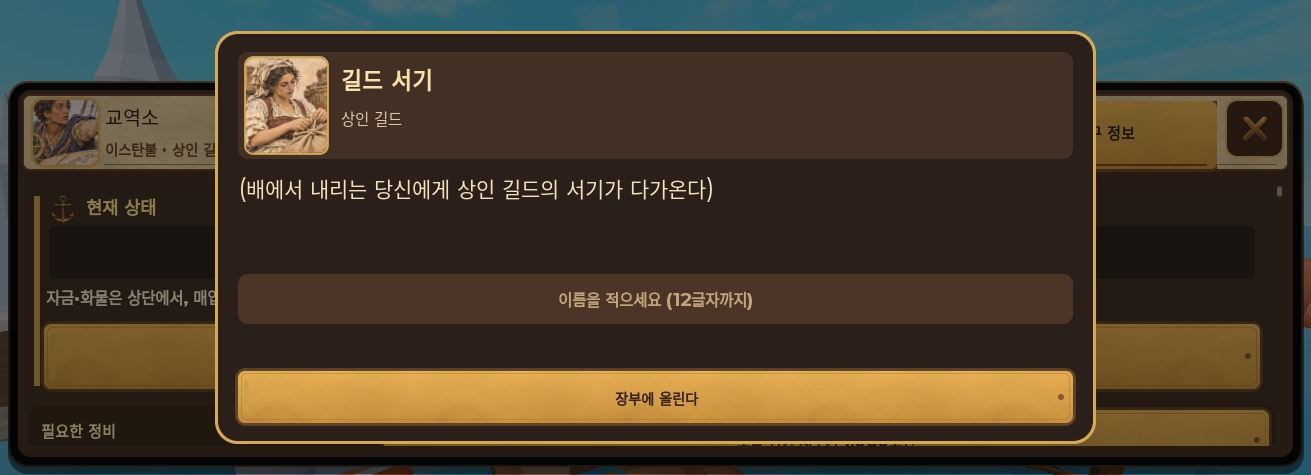 길드 서기
상인 길드
(배에서 내리는 당신에게 상인 길드의 서기가 다가온다)
이름을 적으세요 (12글자까지)
장부에 올린다
교역소
이스탄불 · 상인
정보
현재 상태
자금·화물은 상단에서,
필요한 정비